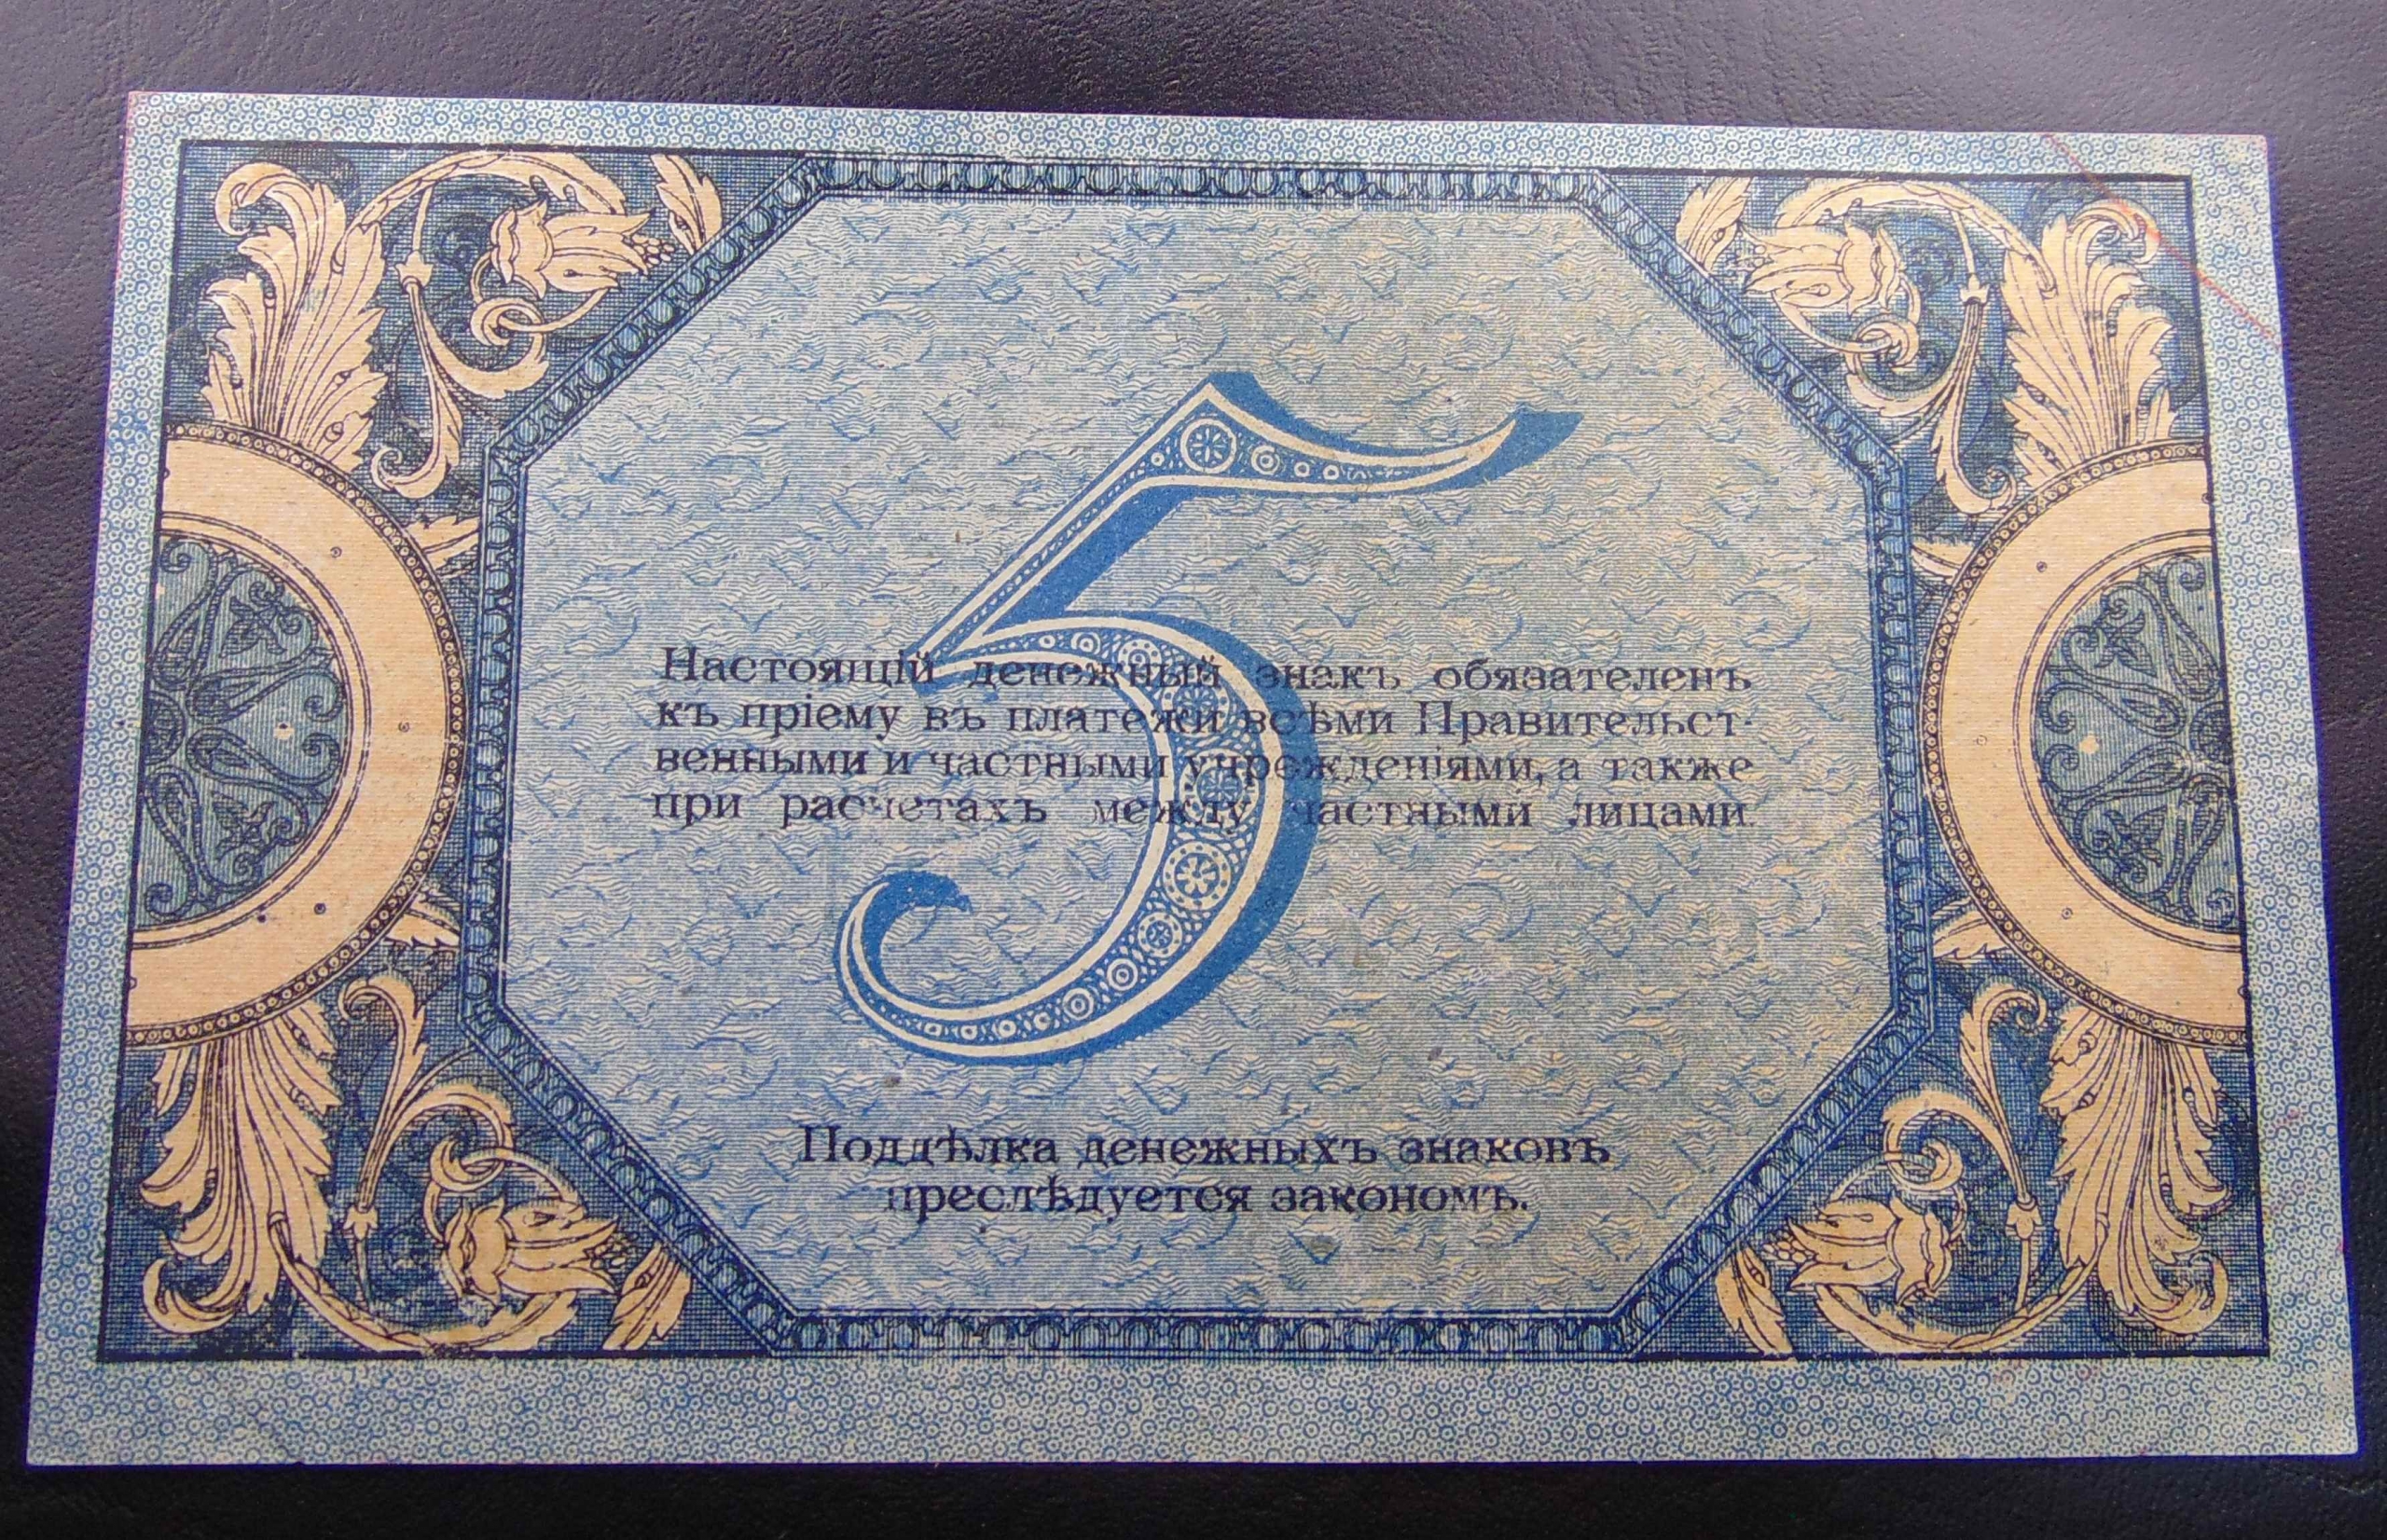 5
Настоящій денежный знакъ обязателенъ
къ пріему въ платежи всѣми Правительст-
венными и частными учрежденіями, а также
при расчетахъ между частными лицами.
Поддѣлка денежныхъ знаковъ
преслѣдуется закономъ.